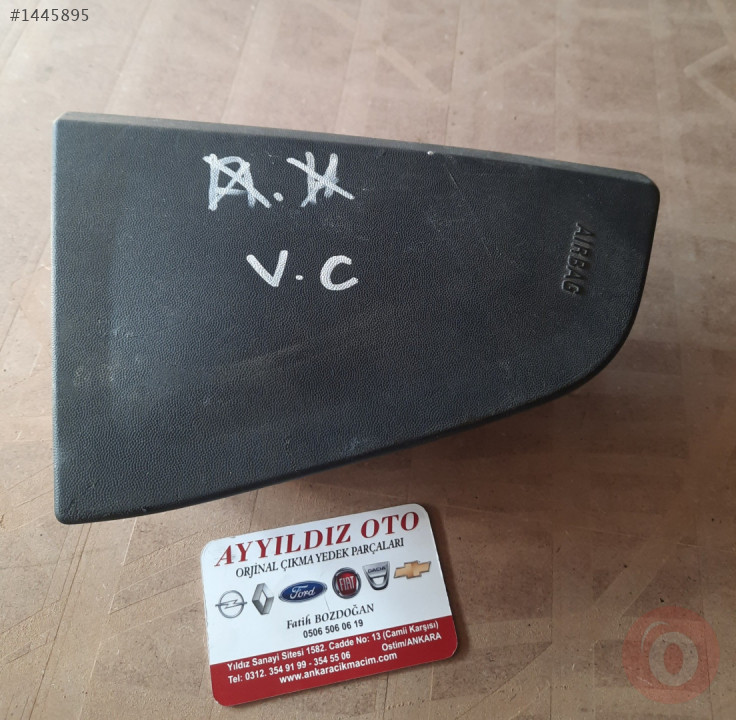 #1445895
A.H
V.C
AIRBAG
AYYILDIZ OTO
ORJİNAL ÇIKMA YEDEK PARÇALARI
Ford
FIAT
DACIA
Fatih BOZDOĞAN
0506 506 06 19
Yıldız Sanayi Sitesi 1582. Cadde No: 13 (Camii Karşısı)
Ostim/ANKARA
Tel: 0312. 354 91 99 - 354 55 06
www.ankaracikmacim.com